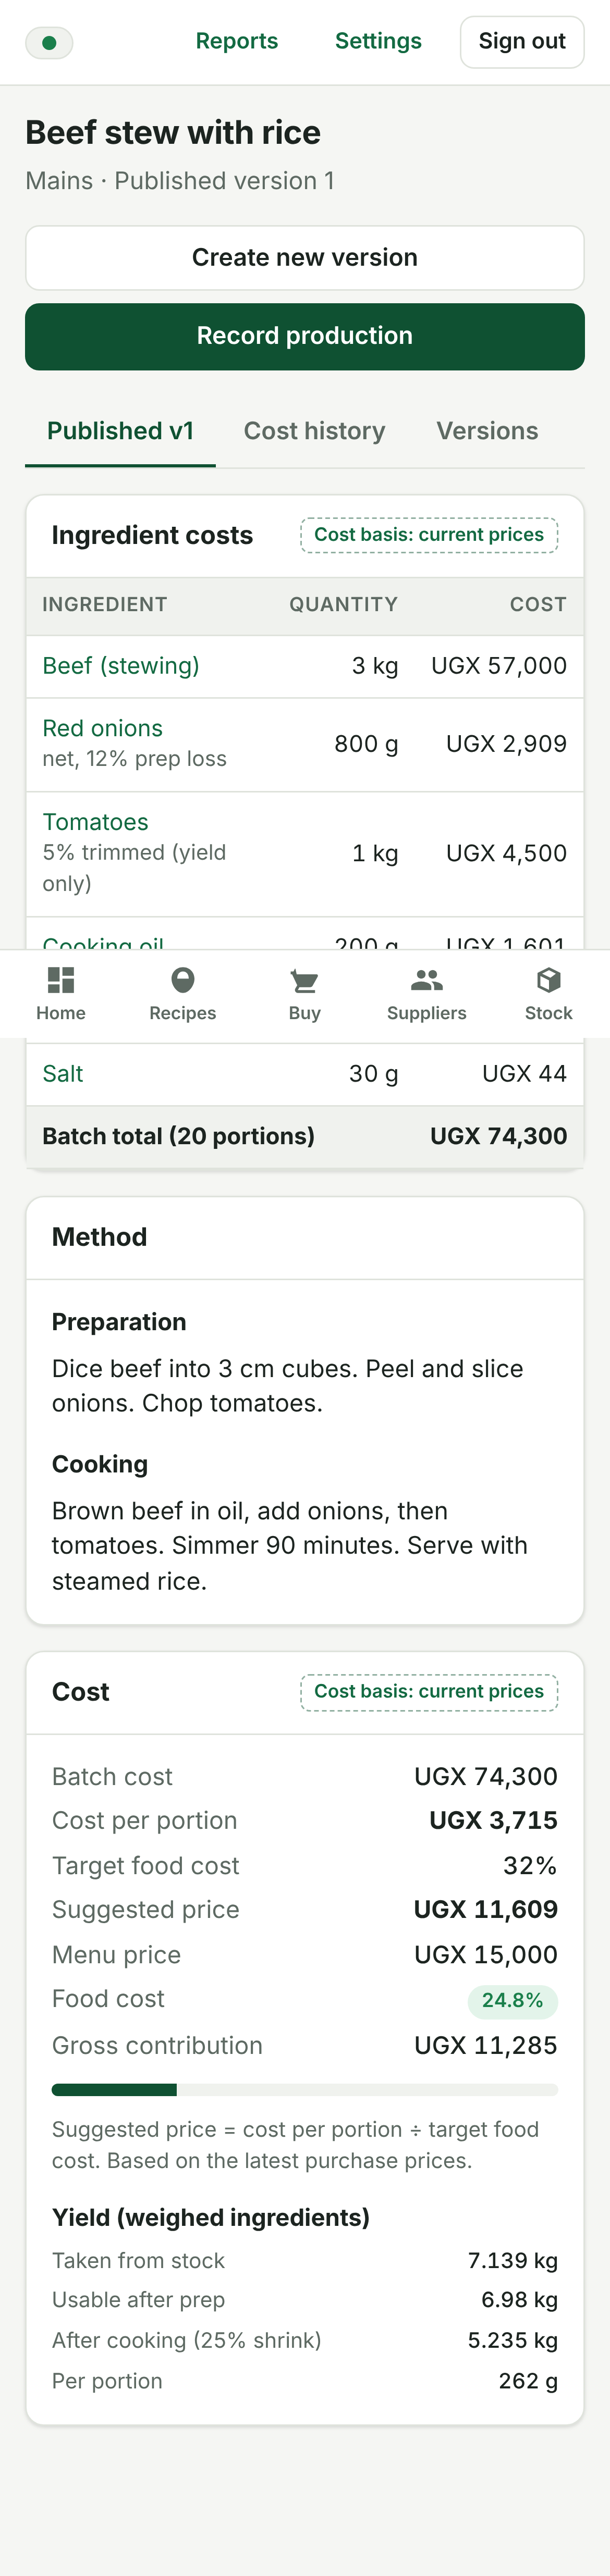 Reports Settings Sign out
Beef stew with rice
Mains · Published version 1
Create new version
Record production
Published v1 Cost history Versions
Ingredient costs Cost basis: current prices
INGREDIENT QUANTITY COST
Beef (stewing) 3 kg UGX 57,000
Red onions
net, 12% prep loss
800 g UGX 2,909
Tomatoes
5% trimmed (yield
only)
1 kg UGX 4,500
Cooking oil 200 g UGX 1,601
Home Recipes Buy Suppliers Stock
Salt 30 g UGX 44
Batch total (20 portions) UGX 74,300
Method
Preparation
Dice beef into 3 cm cubes. Peel and slice
onions. Chop tomatoes.
Cooking
Brown beef in oil, add onions, then
tomatoes. Simmer 90 minutes. Serve with
steamed rice.
Cost Cost basis: current prices
Batch cost UGX 74,300
Cost per portion UGX 3,715
Target food cost 32%
Suggested price UGX 11,609
Menu price UGX 15,000
Food cost 24.8%
Gross contribution UGX 11,285
Suggested price = cost per portion ÷ target food
cost. Based on the latest purchase prices.
Yield (weighed ingredients)
Taken from stock 7.139 kg
Usable after prep 6.98 kg
After cooking (25% shrink) 5.235 kg
Per portion 262 g